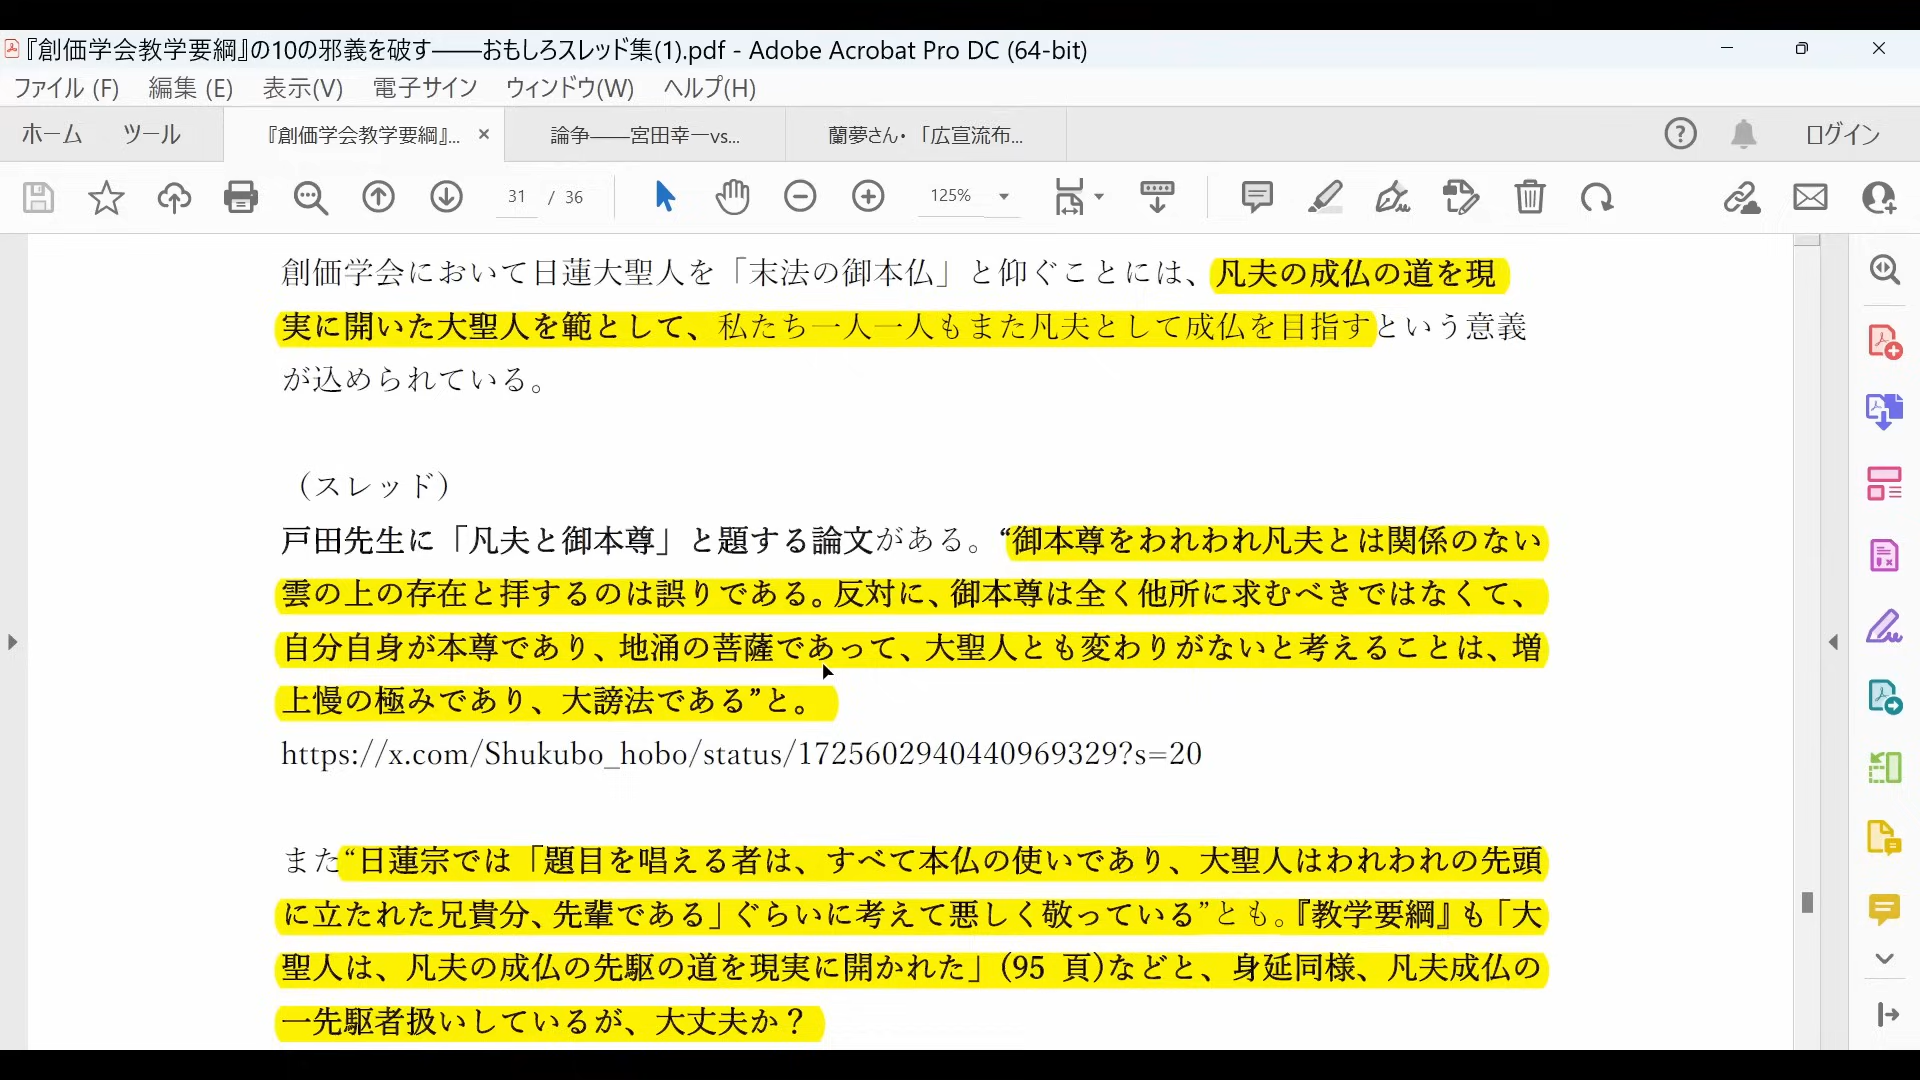 『創価学会教学要綱』の10の邪義を破す——おもしろスレッド集(1).pdf - Adobe Acrobat Pro DC (64-bit)
ファイル (F) 編集 (E) 表示(V) 電子サイン ウィンドウ(W) ヘルプ(H)
ホーム ツール 『創価学会教学要綱』... × 論争——宮田幸一vs... 蘭夢さん・「広宣流布... ログイン
31 / 36 125%
創価学会において日蓮大聖人を「末法の御本仏」と仰ぐことには、凡夫の成仏の道を現
実に開いた大聖人を範として、私たち一人一人もまた凡夫として成仏を目指すという意義
が込められている。
（スレッド）
戸田先生に「凡夫と御本尊」と題する論文がある。“御本尊をわれわれ凡夫とは関係のない
雲の上の存在と拝するのは誤りである。反対に、御本尊は全く他所に求むべきではなくて、
自分自身が本尊であり、地涌の菩薩であって、大聖人とも変わりがないと考えることは、増
上慢の極みであり、大謗法である”と。
https://x.com/Shukubo_hobo/status/1725602940440969329?s=20
また“日蓮宗では「題目を唱える者は、すべて本仏の使いであり、大聖人はわれわれの先頭
に立たれた兄貴分、先輩である」ぐらいに考えて悪しく敬っている”とも。『教学要綱』も「大
聖人は、凡夫の成仏の先駆の道を現実に開かれた」（95 頁)などと、身延同様、凡夫成仏の
一先駆者扱いしているが、大丈夫か？